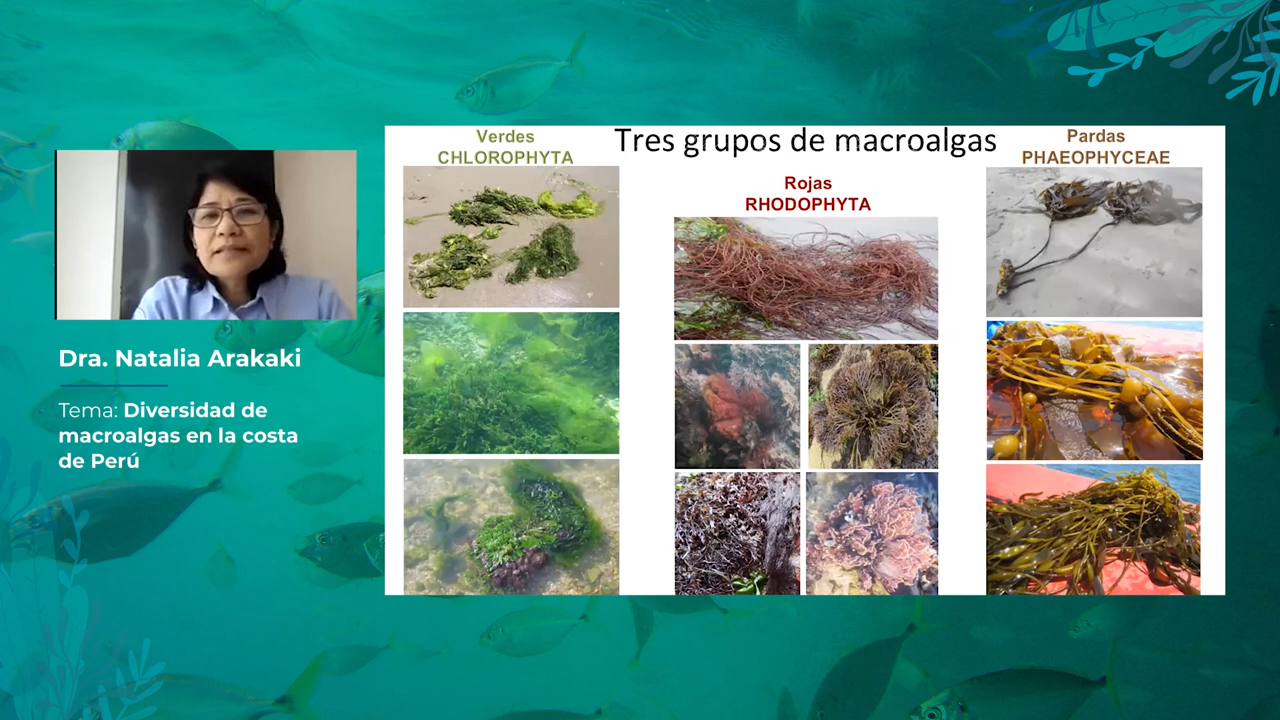 Dra. Natalia Arakaki
Tema: Diversidad de
macroalgas en la costa
de Perú
Tres grupos de macroalgas
Verdes
CHLOROPHYTA
Rojas
RHODOPHYTA
Pardas
PHAEOPHYCEAE